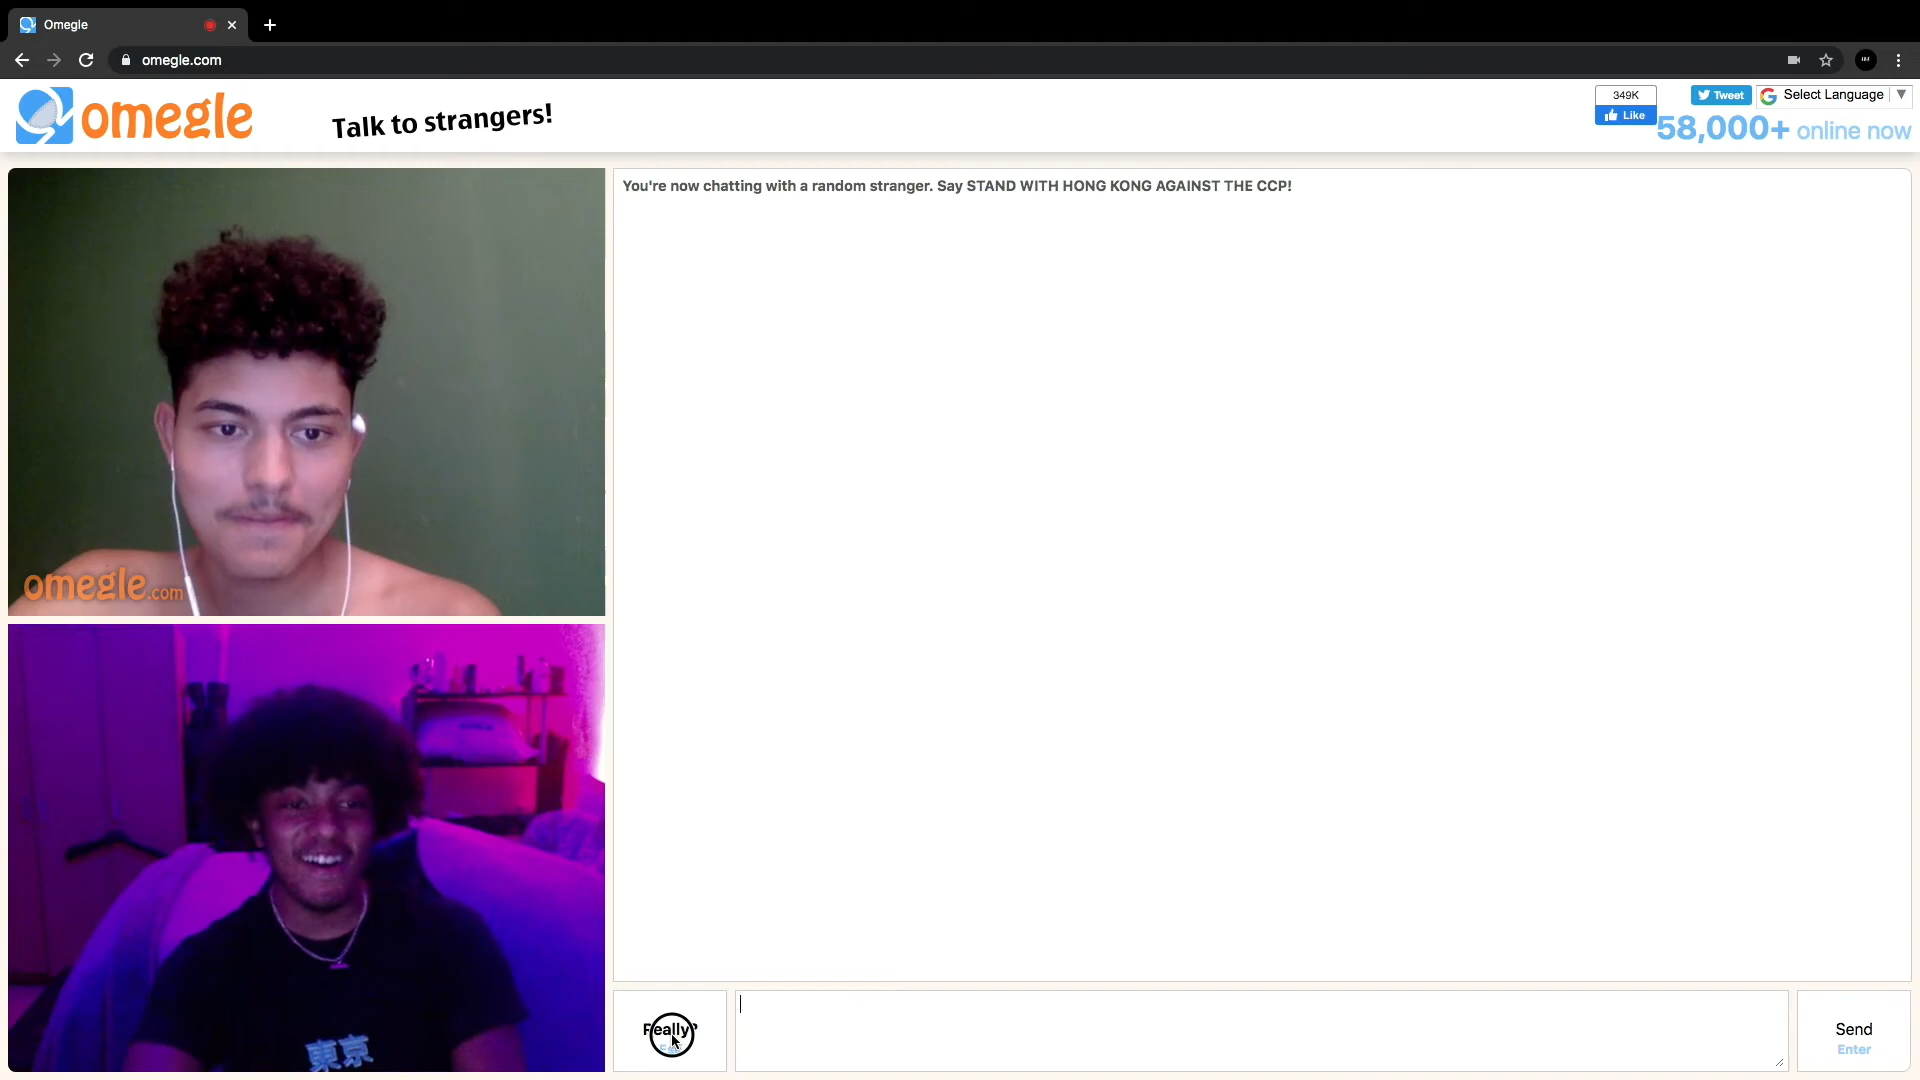 Omegle
omegle.com
omegle
Talk to strangers!
349K
Like
Tweet
Select Language
58,000+ online now
You're now chatting with a random stranger. Say STAND WITH HONG KONG AGAINST THE CCP!
omegle.com
東京
Really?
Send
Enter